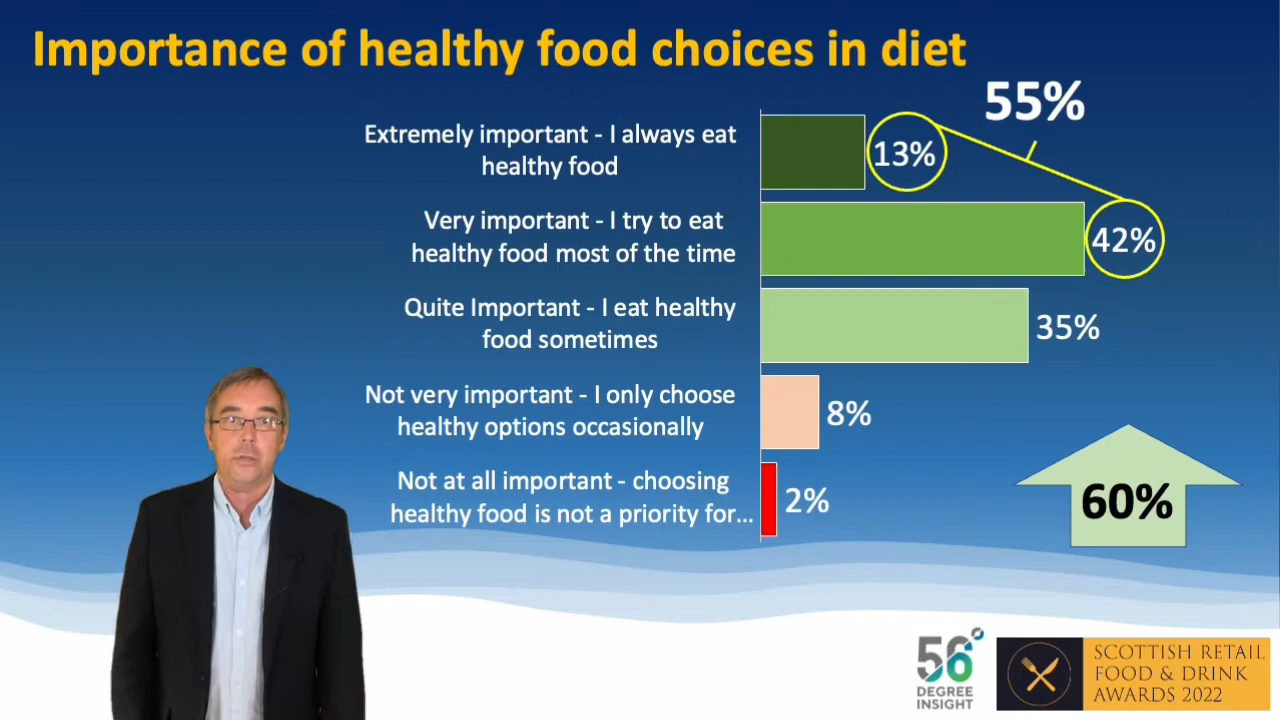 Importance of healthy food choices in diet
55%
Extremely important - I always eat
healthy food
13%
Very important - I try to eat
healthy food most of the time
42%
Quite Important - I eat healthy
food sometimes
35%
Not very important - I only choose
healthy options occasionally
8%
Not at all important - choosing
healthy food is not a priority for...
2%
60%
56°
DEGREE
INSIGHT
SCOTTISH RETAIL
FOOD & DRINK
AWARDS 2022